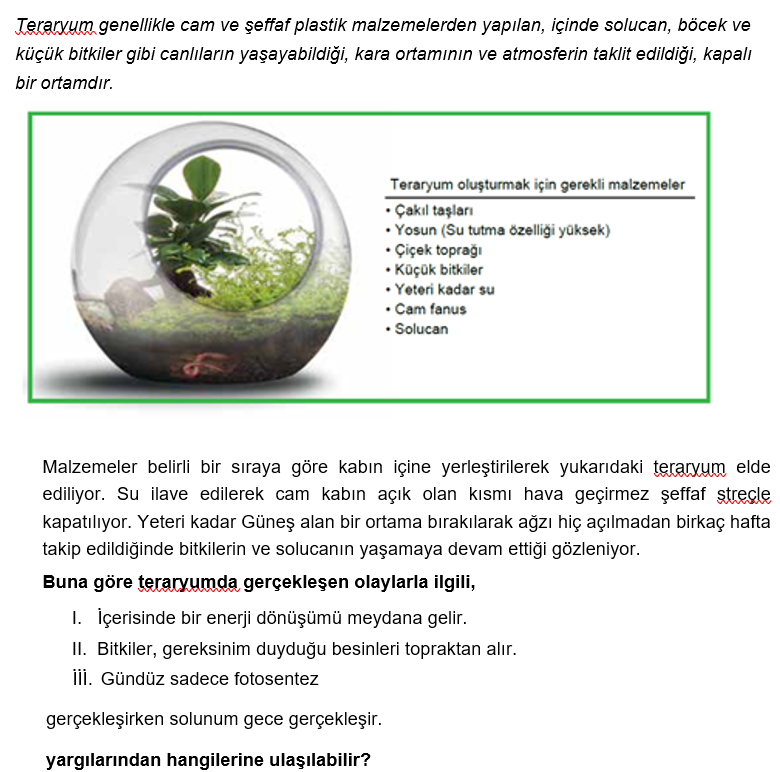 Teraryum genellikle cam ve şeffaf plastik malzemelerden yapılan, içinde solucan, böcek ve
küçük bitkiler gibi canlıların yaşayabildiği, kara ortamının ve atmosferin taklit edildiği, kapalı
bir ortamdır.
Teraryum oluşturmak için gerekli malzemeler
• Çakıl taşları
• Yosun (Su tutma özelliği yüksek)
• Çiçek toprağı
• Küçük bitkiler
• Yeteri kadar su
• Cam fanus
• Solucan
Malzemeler belirli bir sıraya göre kabın içine yerleştirilerek yukarıdaki teraryum elde
ediliyor. Su ilave edilerek cam kabın açık olan kısmı hava geçirmez şeffaf streçle
kapatılıyor. Yeteri kadar Güneş alan bir ortama bırakılarak ağzı hiç açılmadan birkaç hafta
takip edildiğinde bitkilerin ve solucanın yaşamaya devam ettiği gözleniyor.
Buna göre teraryumda gerçekleşen olaylarla ilgili,
I. İçerisinde bir enerji dönüşümü meydana gelir.
II. Bitkiler, gereksinim duyduğu besinleri topraktan alır.
İİİ. Gündüz sadece fotosentez
gerçekleşirken solunum gece gerçekleşir.
yargılarından hangilerine ulaşılabilir?